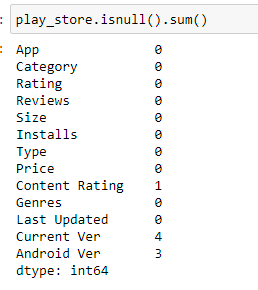 : play_store.isnull().sum()
: App 0
Category 0
Rating 0
Reviews 0
Size 0
Installs 0
Type 0
Price 0
Content Rating 1
Genres 0
Last Updated 0
Current Ver 4
Android Ver 3
dtype: int64